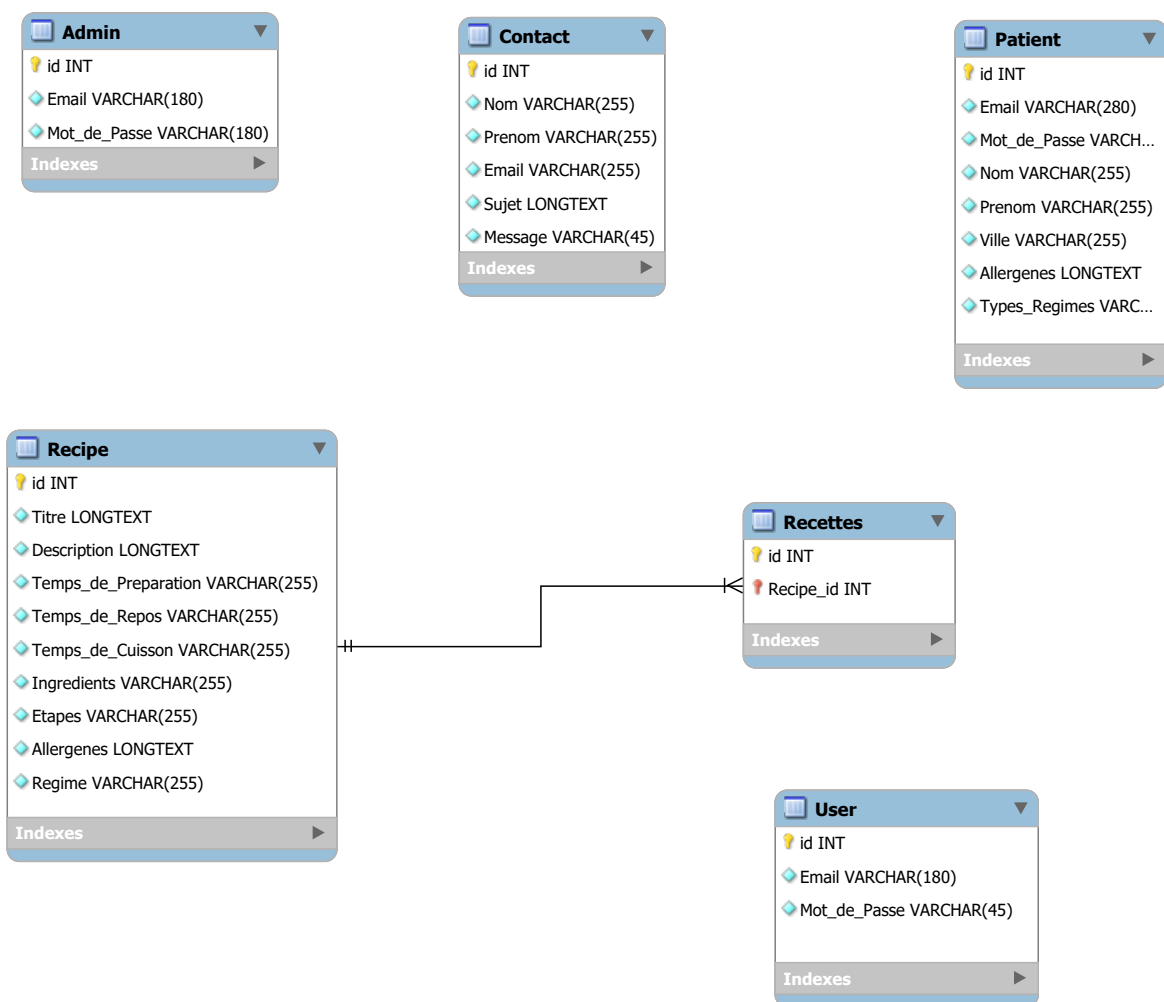 Admin
id INT
Email VARCHAR(180)
Mot_de_Passe VARCHAR(180)
Indexes
Contact
id INT
Nom VARCHAR(255)
Prenom VARCHAR(255)
Email VARCHAR(255)
Sujet LONGTEXT
Message VARCHAR(45)
Indexes
Patient
id INT
Email VARCHAR(280)
Mot_de_Passe VARCH...
Nom VARCHAR(255)
Prenom VARCHAR(255)
Ville VARCHAR(255)
Allergenes LONGTEXT
Types_Regimes VARC...
Indexes
Recipe
id INT
Titre LONGTEXT
Description LONGTEXT
Temps_de_Preparation VARCHAR(255)
Temps_de_Repos VARCHAR(255)
Temps_de_Cuisson VARCHAR(255)
Ingredients VARCHAR(255)
Etapes VARCHAR(255)
Allergenes LONGTEXT
Regime VARCHAR(255)
Indexes
Recettes
id INT
Recipe_id INT
Indexes
User
id INT
Email VARCHAR(180)
Mot_de_Passe VARCHAR(45)
Indexes